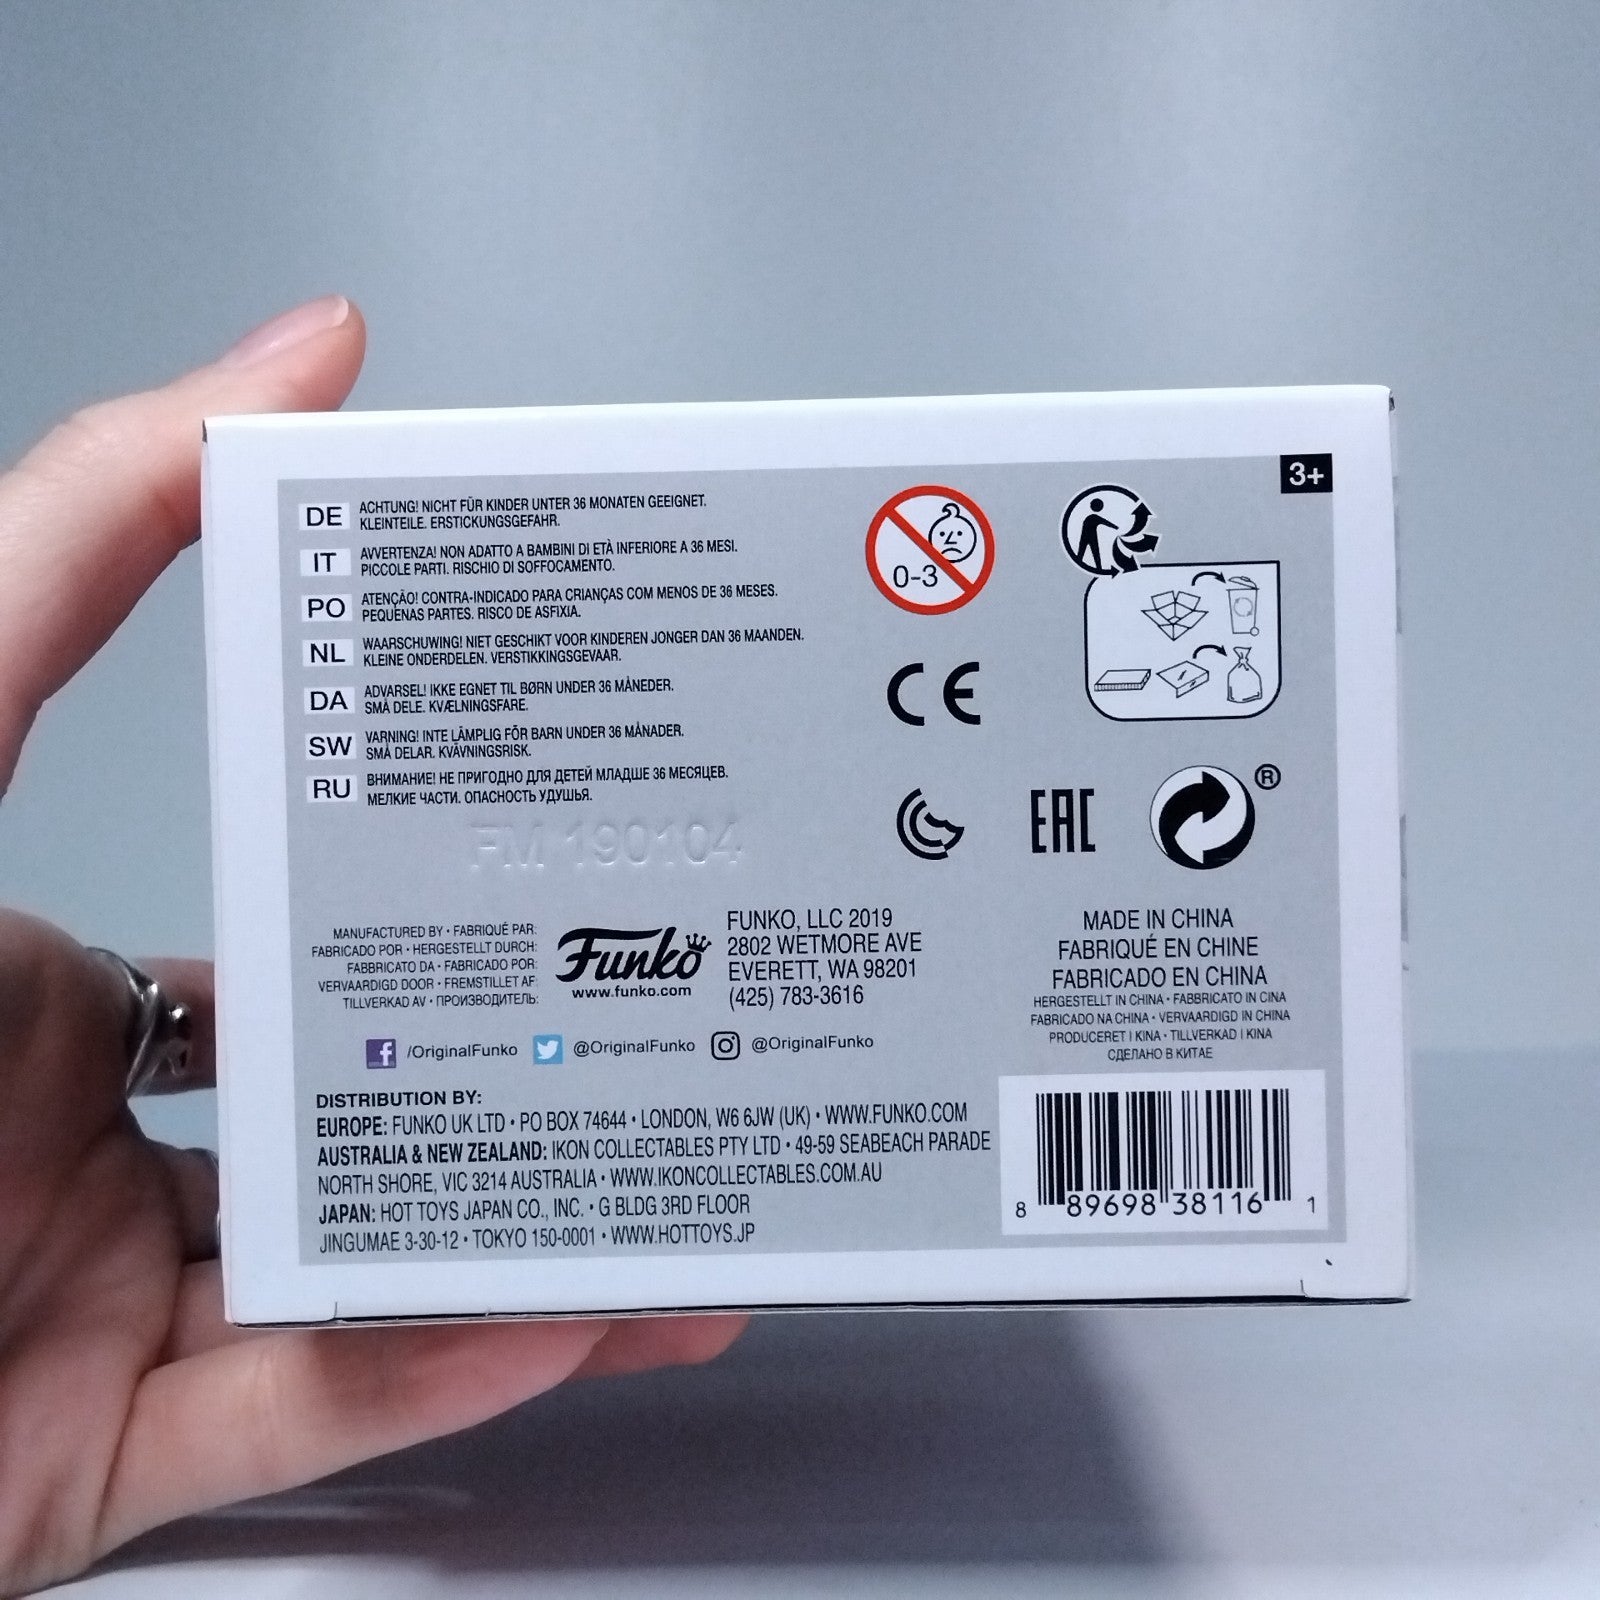 3+
DE ACHTUNG! NICHT FÜR KINDER UNTER 36 MONATEN GEEIGNET.
KLEINTEILE. ERSTICKUNGSGEFAHR.
IT AVVERTENZA! NON ADATTO A BAMBINI DI ETÀ INFERIORE A 36 MESI.
PICCOLE PARTI. RISCHIO DI SOFFOCAMENTO.
PO ATENÇÃO! CONTRA-INDICADO PARA CRIANÇAS COM MENOS DE 36 MESES.
PEQUENAS PARTES. RISCO DE ASFIXIA.
NL WAARSCHUWING! NIET GESCHIKT VOOR KINDEREN JONGER DAN 36 MAANDEN.
KLEINE ONDERDELEN. VERSTIKKINGSGEVAAR.
DA ADVARSEL! IKKE EGNET TIL BØRN UNDER 36 MÅNEDER.
SMÅ DELE. KVÆLNINGSFARE.
SW VARNING! INTE LÄMPLIG FÖR BARN UNDER 36 MÅNADER.
SMÅ DELAR. KVÄVNINGSRISK.
RU ВНИМАНИЕ! НЕ ПРИГОДНО ДЛЯ ДЕТЕЙ МЛАДШЕ 36 МЕСЯЦЕВ.
МЕЛКИЕ ЧАСТИ. ОПАСНОСТЬ УДУШЬЯ.
FM 190104
0-3
CE
EAC
®
MANUFACTURED BY • FABRIQUÉ PAR:
FABRICADO POR • HERGESTELLT DURCH:
FABBRICATO DA • FABRICADO POR:
VERVAARDIGD DOOR • FREMSTILLET AF:
TILLVERKAD AV • ПРОИЗВОДИТЕЛЬ:
Funko
www.funko.com
FUNKO, LLC 2019
2802 WETMORE AVE
EVERETT, WA 98201
(425) 783-3616
MADE IN CHINA
FABRIQUÉ EN CHINE
FABRICADO EN CHINA
HERGESTELLT IN CHINA • FABBRICATO IN CINA
FABRICADO NA CHINA • VERVAARDIGD IN CHINA
PRODUCERET I KINA • TILLVERKAD I KINA
СДЕЛАНО В КИТАЕ
f /OriginalFunko @OriginalFunko @OriginalFunko
DISTRIBUTION BY:
EUROPE: FUNKO UK LTD • PO BOX 74644 • LONDON, W6 6JW (UK) • WWW.FUNKO.COM
AUSTRALIA & NEW ZEALAND: IKON COLLECTABLES PTY LTD • 49-59 SEABEACH PARADE
NORTH SHORE, VIC 3214 AUSTRALIA • WWW.IKONCOLLECTABLES.COM.AU
JAPAN: HOT TOYS JAPAN CO., INC. • G BLDG 3RD FLOOR
JINGUMAE 3-30-12 • TOKYO 150-0001 • WWW.HOTTOYS.JP
8 89698 38116 1